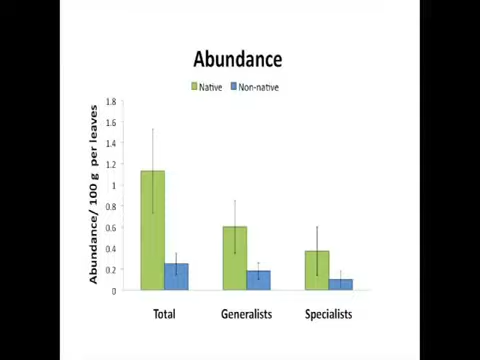 Abundance
Native Non-native
Abundance/ 100 g per leaves
1.8
1.6
1.4
1.2
1
0.8
0.6
0.4
0.2
0
Total Generalists Specialists